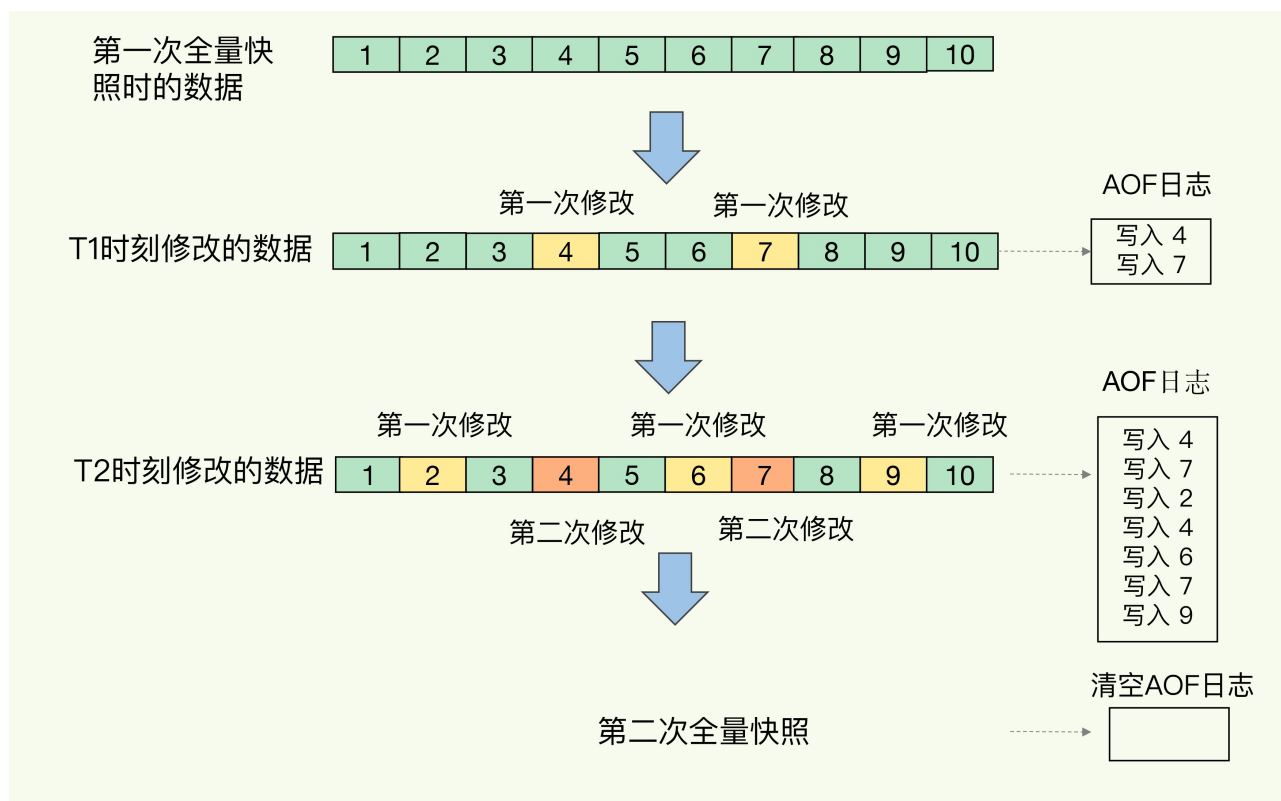 第一次全量快
照时的数据
1 2 3 4 5 6 7 8 9 10
第一次修改 第一次修改
AOF日志
T1时刻修改的数据
1 2 3 4 5 6 7 8 9 10
写入 4
写入 7
第一次修改 第一次修改 第一次修改
AOF日志
T2时刻修改的数据
1 2 3 4 5 6 7 8 9 10
第二次修改 第二次修改
写入 4
写入 7
写入 2
写入 4
写入 6
写入 7
写入 9
第二次全量快照
清空AOF日志